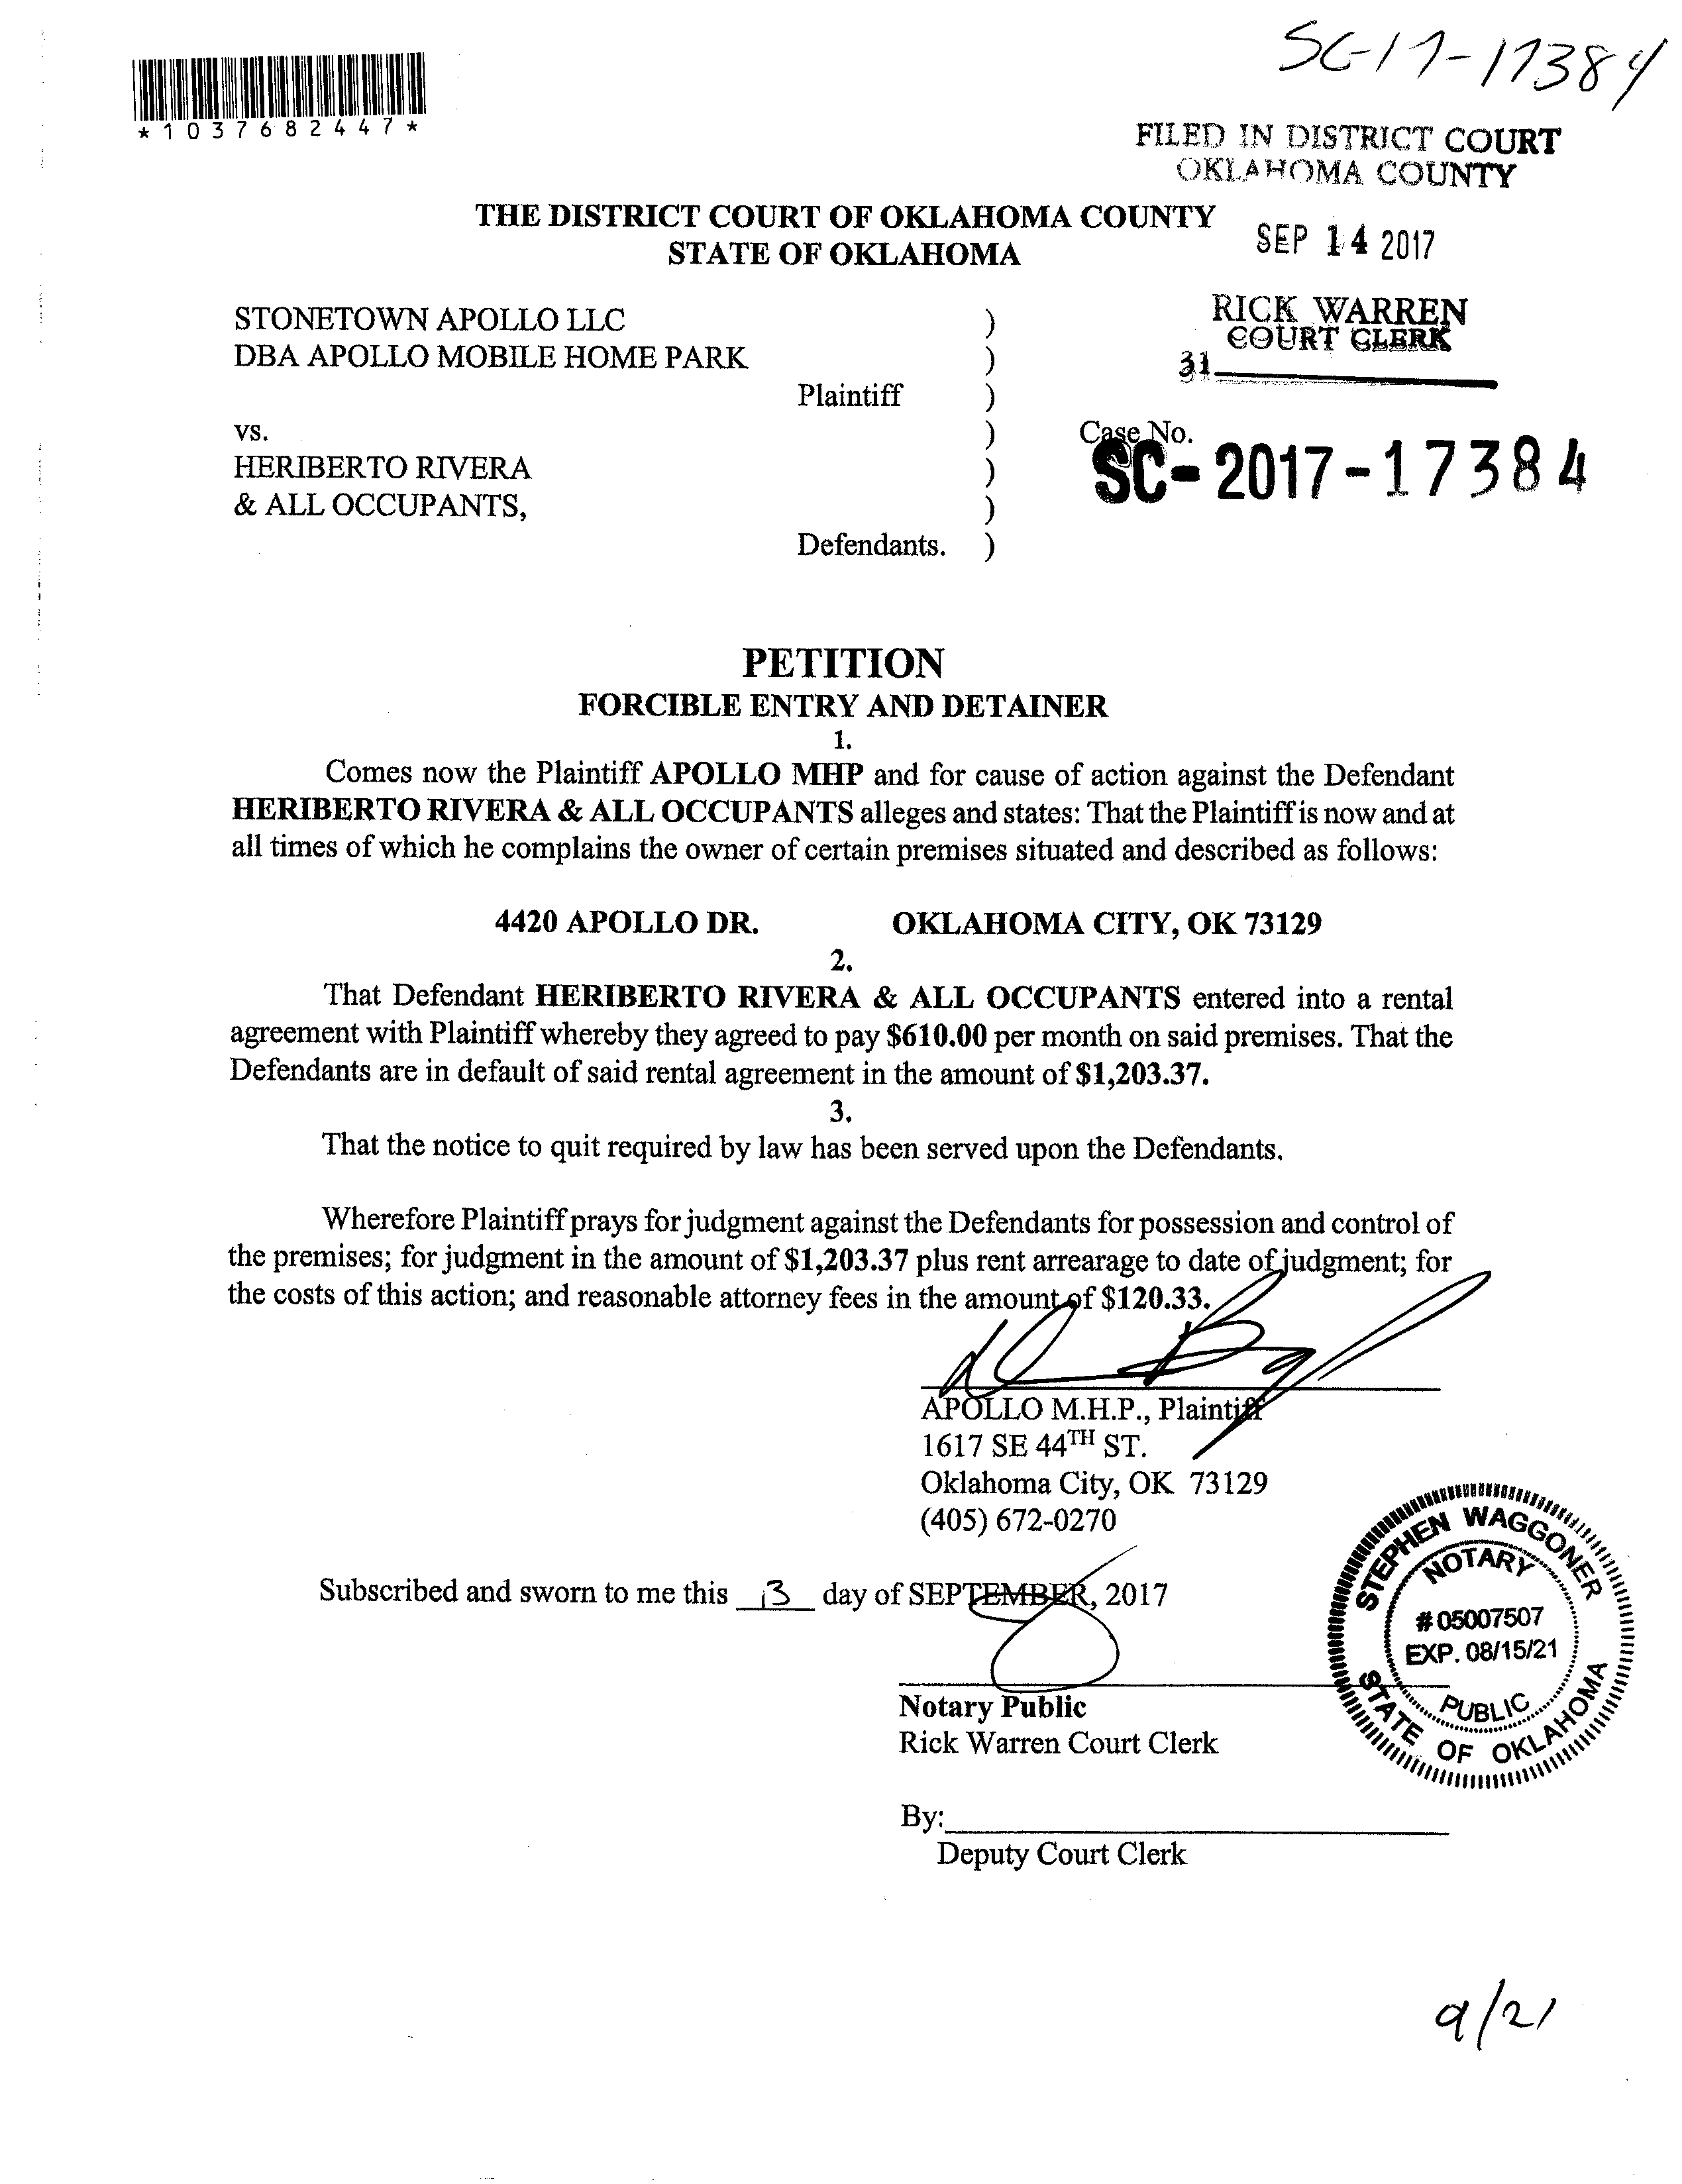 SC-17-17384
*1037682447*
FILED IN DISTRICT COURT
OKLAHOMA COUNTY
THE DISTRICT COURT OF OKLAHOMA COUNTY
STATE OF OKLAHOMA
SEP 14 2017
STONETOWN APOLLO LLC )
DBA APOLLO MOBILE HOME PARK )
Plaintiff )
RICK WARREN
COURT CLERK
31
vs. )
HERIBERTO RIVERA )
& ALL OCCUPANTS, )
Defendants. )
Case No.
SC-2017-17384
PETITION
FORCIBLE ENTRY AND DETAINER
1.
Comes now the Plaintiff APOLLO MHP and for cause of action against the Defendant
HERIBERTO RIVERA & ALL OCCUPANTS alleges and states: That the Plaintiff is now and at
all times of which he complains the owner of certain premises situated and described as follows:
4420 APOLLO DR. OKLAHOMA CITY, OK 73129
2.
That Defendant HERIBERTO RIVERA & ALL OCCUPANTS entered into a rental
agreement with Plaintiff whereby they agreed to pay $610.00 per month on said premises. That the
Defendants are in default of said rental agreement in the amount of $1,203.37.
3.
That the notice to quit required by law has been served upon the Defendants.
Wherefore Plaintiff prays for judgment against the Defendants for possession and control of
the premises; for judgment in the amount of $1,203.37 plus rent arrearage to date of judgment; for
the costs of this action; and reasonable attorney fees in the amount of $120.33.
APOLLO M.H.P., Plaintiff
1617 SE 44TH ST.
Oklahoma City, OK 73129
(405) 672-0270
Subscribed and sworn to me this 13 day of SEPTEMBER, 2017
STEPHEN WAGGONER
NOTARY
# 05007507
EXP. 08/15/21
PUBLIC
STATE OF OKLAHOMA
Notary Public
Rick Warren Court Clerk
By:
Deputy Court Clerk
9/21